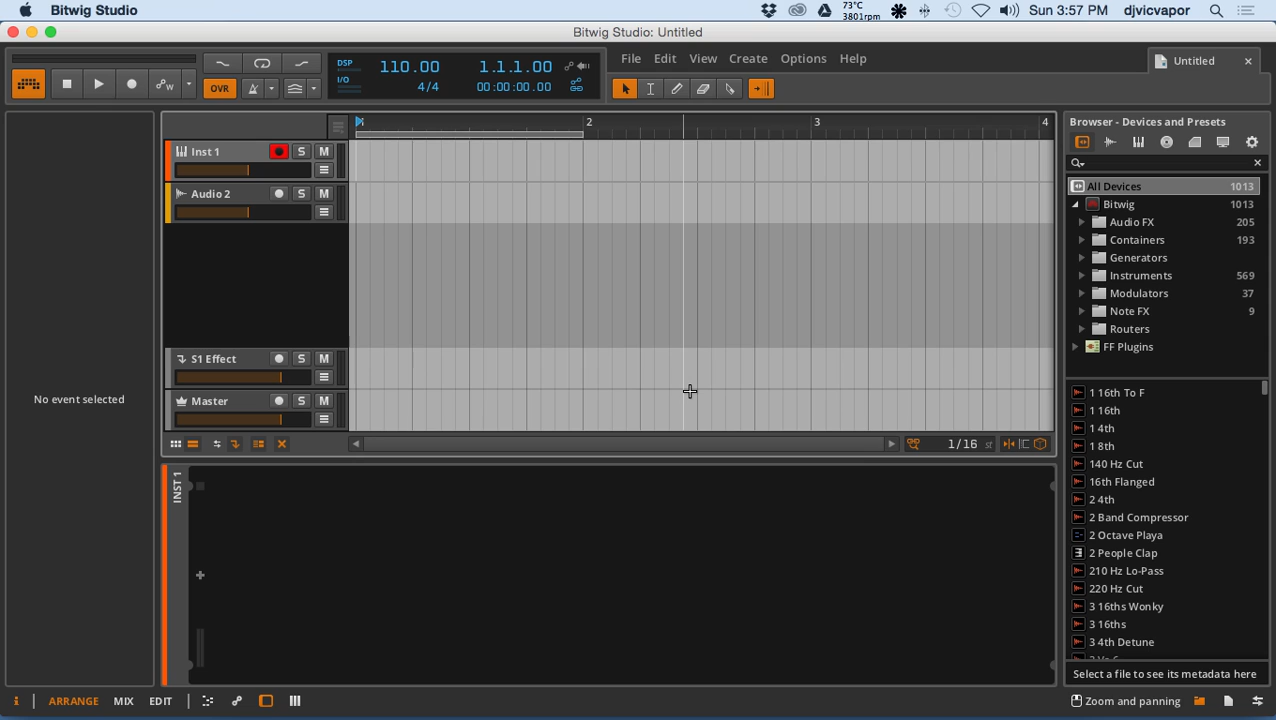 Bitwig Studio
73°C
3801rpm
Sun 3:57 PM
djvicvapor
Bitwig Studio: Untitled
OVR
DSP
I/O
110.00
4/4
1.1.1.00
00:00:00.00
File Edit View Create Options Help
Untitled
2
3
4
Inst 1
S M
Audio 2
S M
S1 Effect
S M
Master
S M
1/16 st
No event selected
INST 1
Browser - Devices and Presets
All Devices 1013
Bitwig 1013
Audio FX 205
Containers 193
Generators
Instruments 569
Modulators 37
Note FX 9
Routers
FF Plugins
1 16th To F
1 16th
1 4th
1 8th
140 Hz Cut
16th Flanged
2 4th
2 Band Compressor
2 Octave Playa
2 People Clap
210 Hz Lo-Pass
220 Hz Cut
3 16ths Wonky
3 16ths
3 4th Detune
Select a file to see its metadata here
i ARRANGE MIX EDIT
Zoom and panning